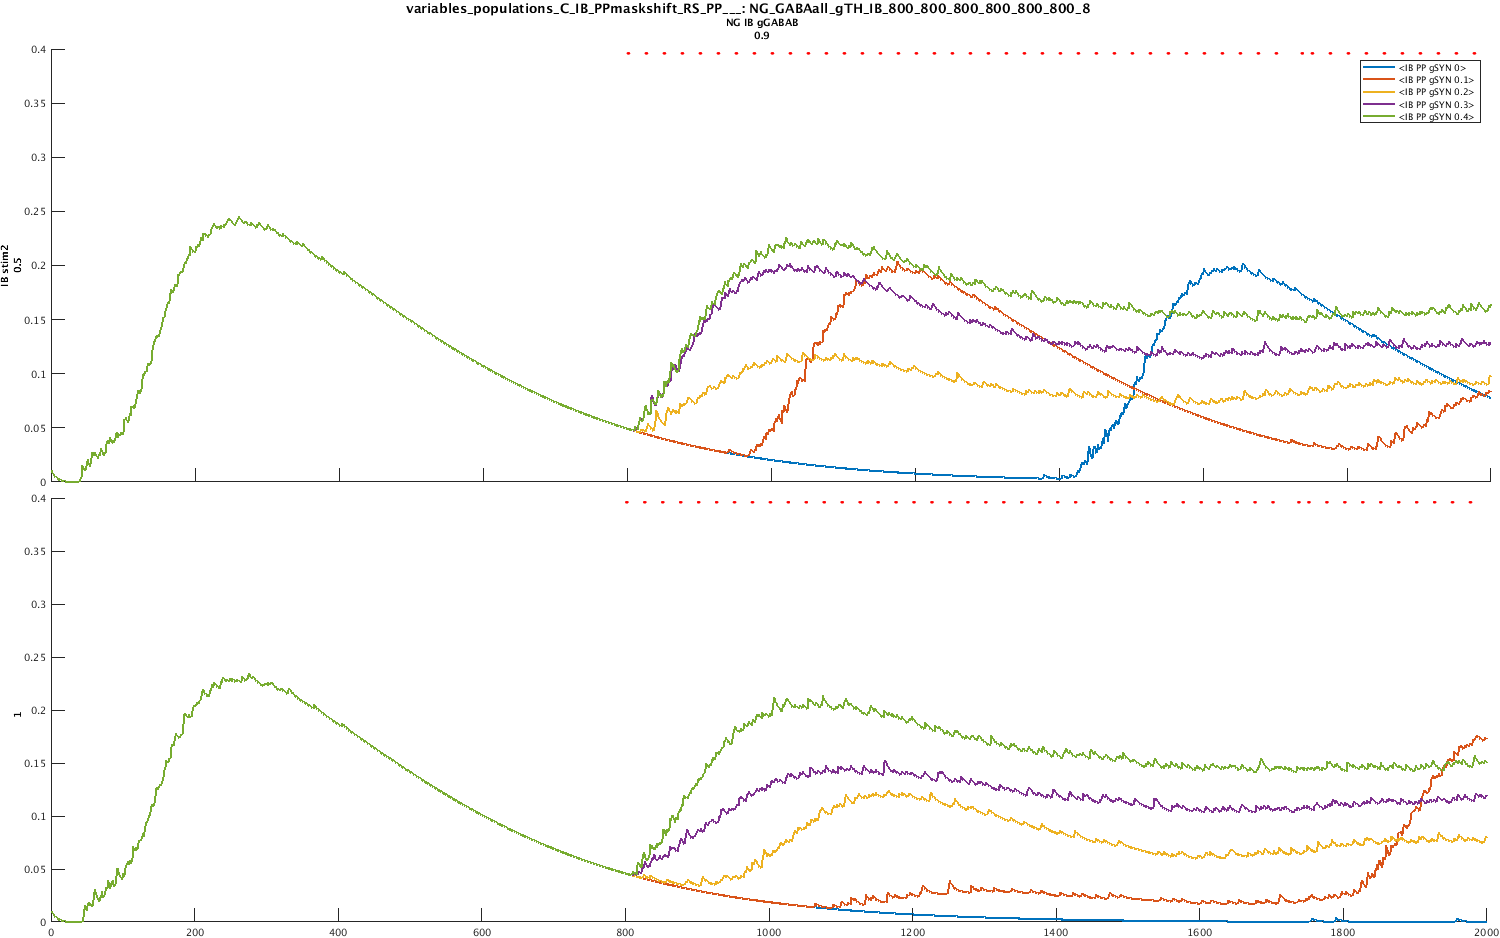 variables_populations_C_IB_PPmaskshift_RS_PP___: NG_GABAall_gTH_IB_800_800_800_800_800_800_8
NG IB gGABAB
0.9
0.4
<IB PP gSYN 0>
<IB PP gSYN 0.1>
<IB PP gSYN 0.2>
<IB PP gSYN 0.3>
<IB PP gSYN 0.4>
0.35
0.3
0.25
IB stim2
0.5
0.2
0.15
0.1
0.05
0
0.4
0.35
0.3
0.25
1
0.2
0.15
0.1
0.05
0
0 200 400 600 800 1000 1200 1400 1600 1800 2000